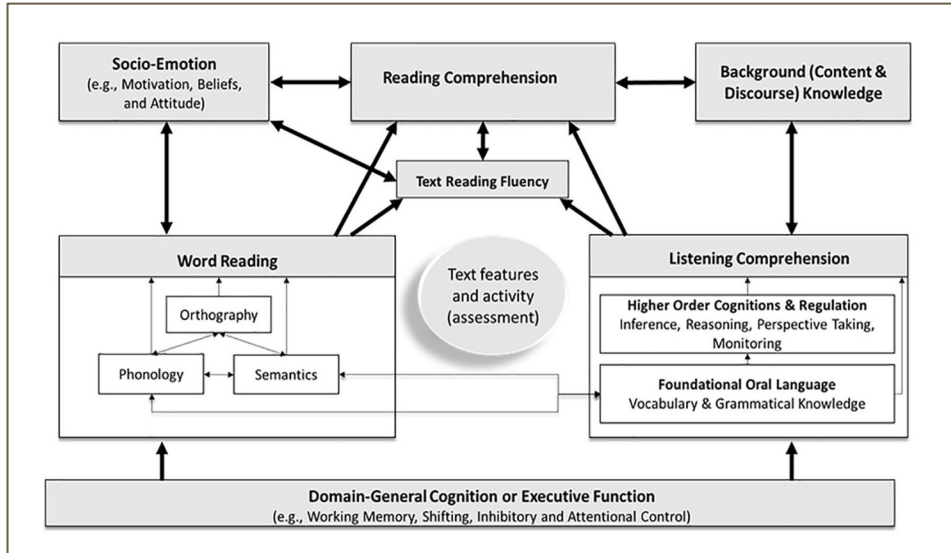 Socio-Emotion
(e.g., Motivation, Beliefs,
and Attitude)
Reading Comprehension
Background (Content &
Discourse) Knowledge
Text Reading Fluency
Word Reading
Orthography
Phonology
Semantics
Text features
and activity
(assessment)
Listening Comprehension
Higher Order Cognitions & Regulation
Inference, Reasoning, Perspective Taking,
Monitoring
Foundational Oral Language
Vocabulary & Grammatical Knowledge
Domain-General Cognition or Executive Function
(e.g., Working Memory, Shifting, Inhibitory and Attentional Control)